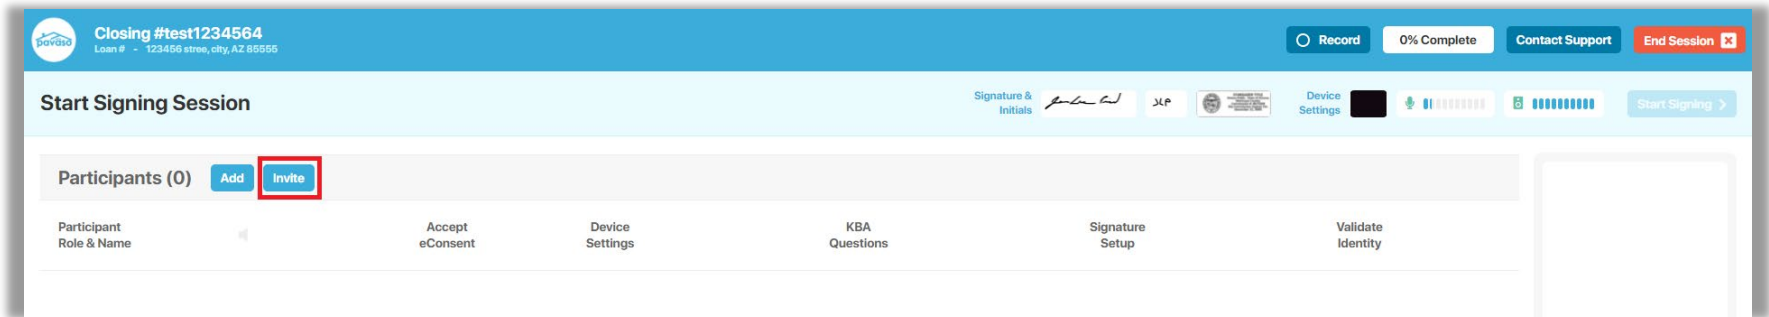 pavaso
Closing #test1234564
Loan # - 123456 stree, city, AZ 85555
Record
0% Complete
Contact Support
End Session
Start Signing Session
Signature &
Initials
JLP
Device
Settings
Start Signing >
Participants (0)
Add
Invite
Participant
Role & Name
Accept
eConsent
Device
Settings
KBA
Questions
Signature
Setup
Validate
Identity